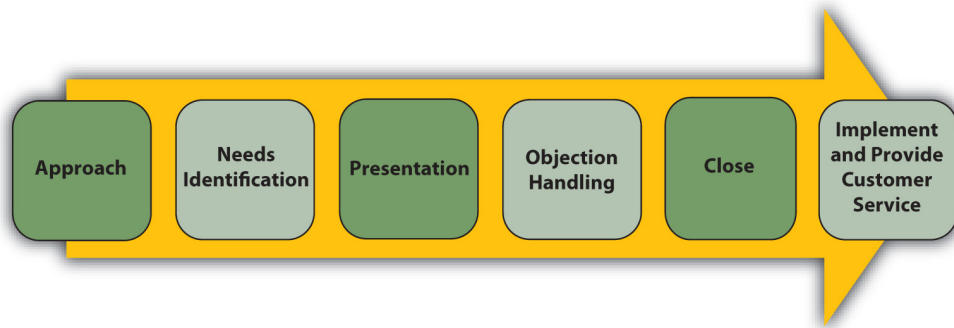 Approach
Needs
Identification
Presentation
Objection
Handling
Close
Implement
and Provide
Customer
Service